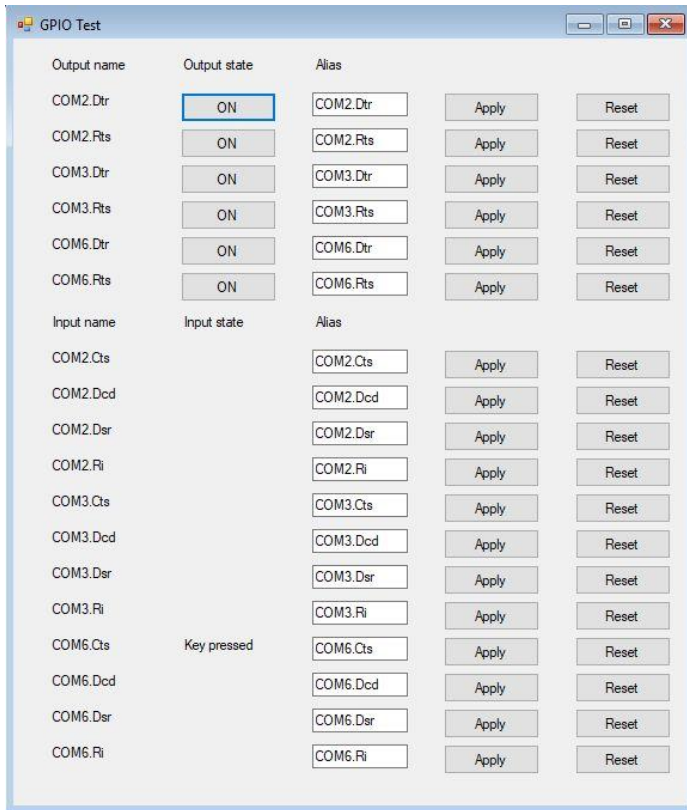 GPIO Test
Output name Output state Alias
COM2.Dtr ON COM2.Dtr Apply Reset
COM2.Rts ON COM2.Rts Apply Reset
COM3.Dtr ON COM3.Dtr Apply Reset
COM3.Rts ON COM3.Rts Apply Reset
COM6.Dtr ON COM6.Dtr Apply Reset
COM6.Rts ON COM6.Rts Apply Reset
Input name Input state Alias
COM2.Cts COM2.Cts Apply Reset
COM2.Dcd COM2.Dcd Apply Reset
COM2.Dsr COM2.Dsr Apply Reset
COM2.Ri COM2.Ri Apply Reset
COM3.Cts COM3.Cts Apply Reset
COM3.Dcd COM3.Dcd Apply Reset
COM3.Dsr COM3.Dsr Apply Reset
COM3.Ri COM3.Ri Apply Reset
COM6.Cts Key pressed COM6.Cts Apply Reset
COM6.Dcd COM6.Dcd Apply Reset
COM6.Dsr COM6.Dsr Apply Reset
COM6.Ri COM6.Ri Apply Reset